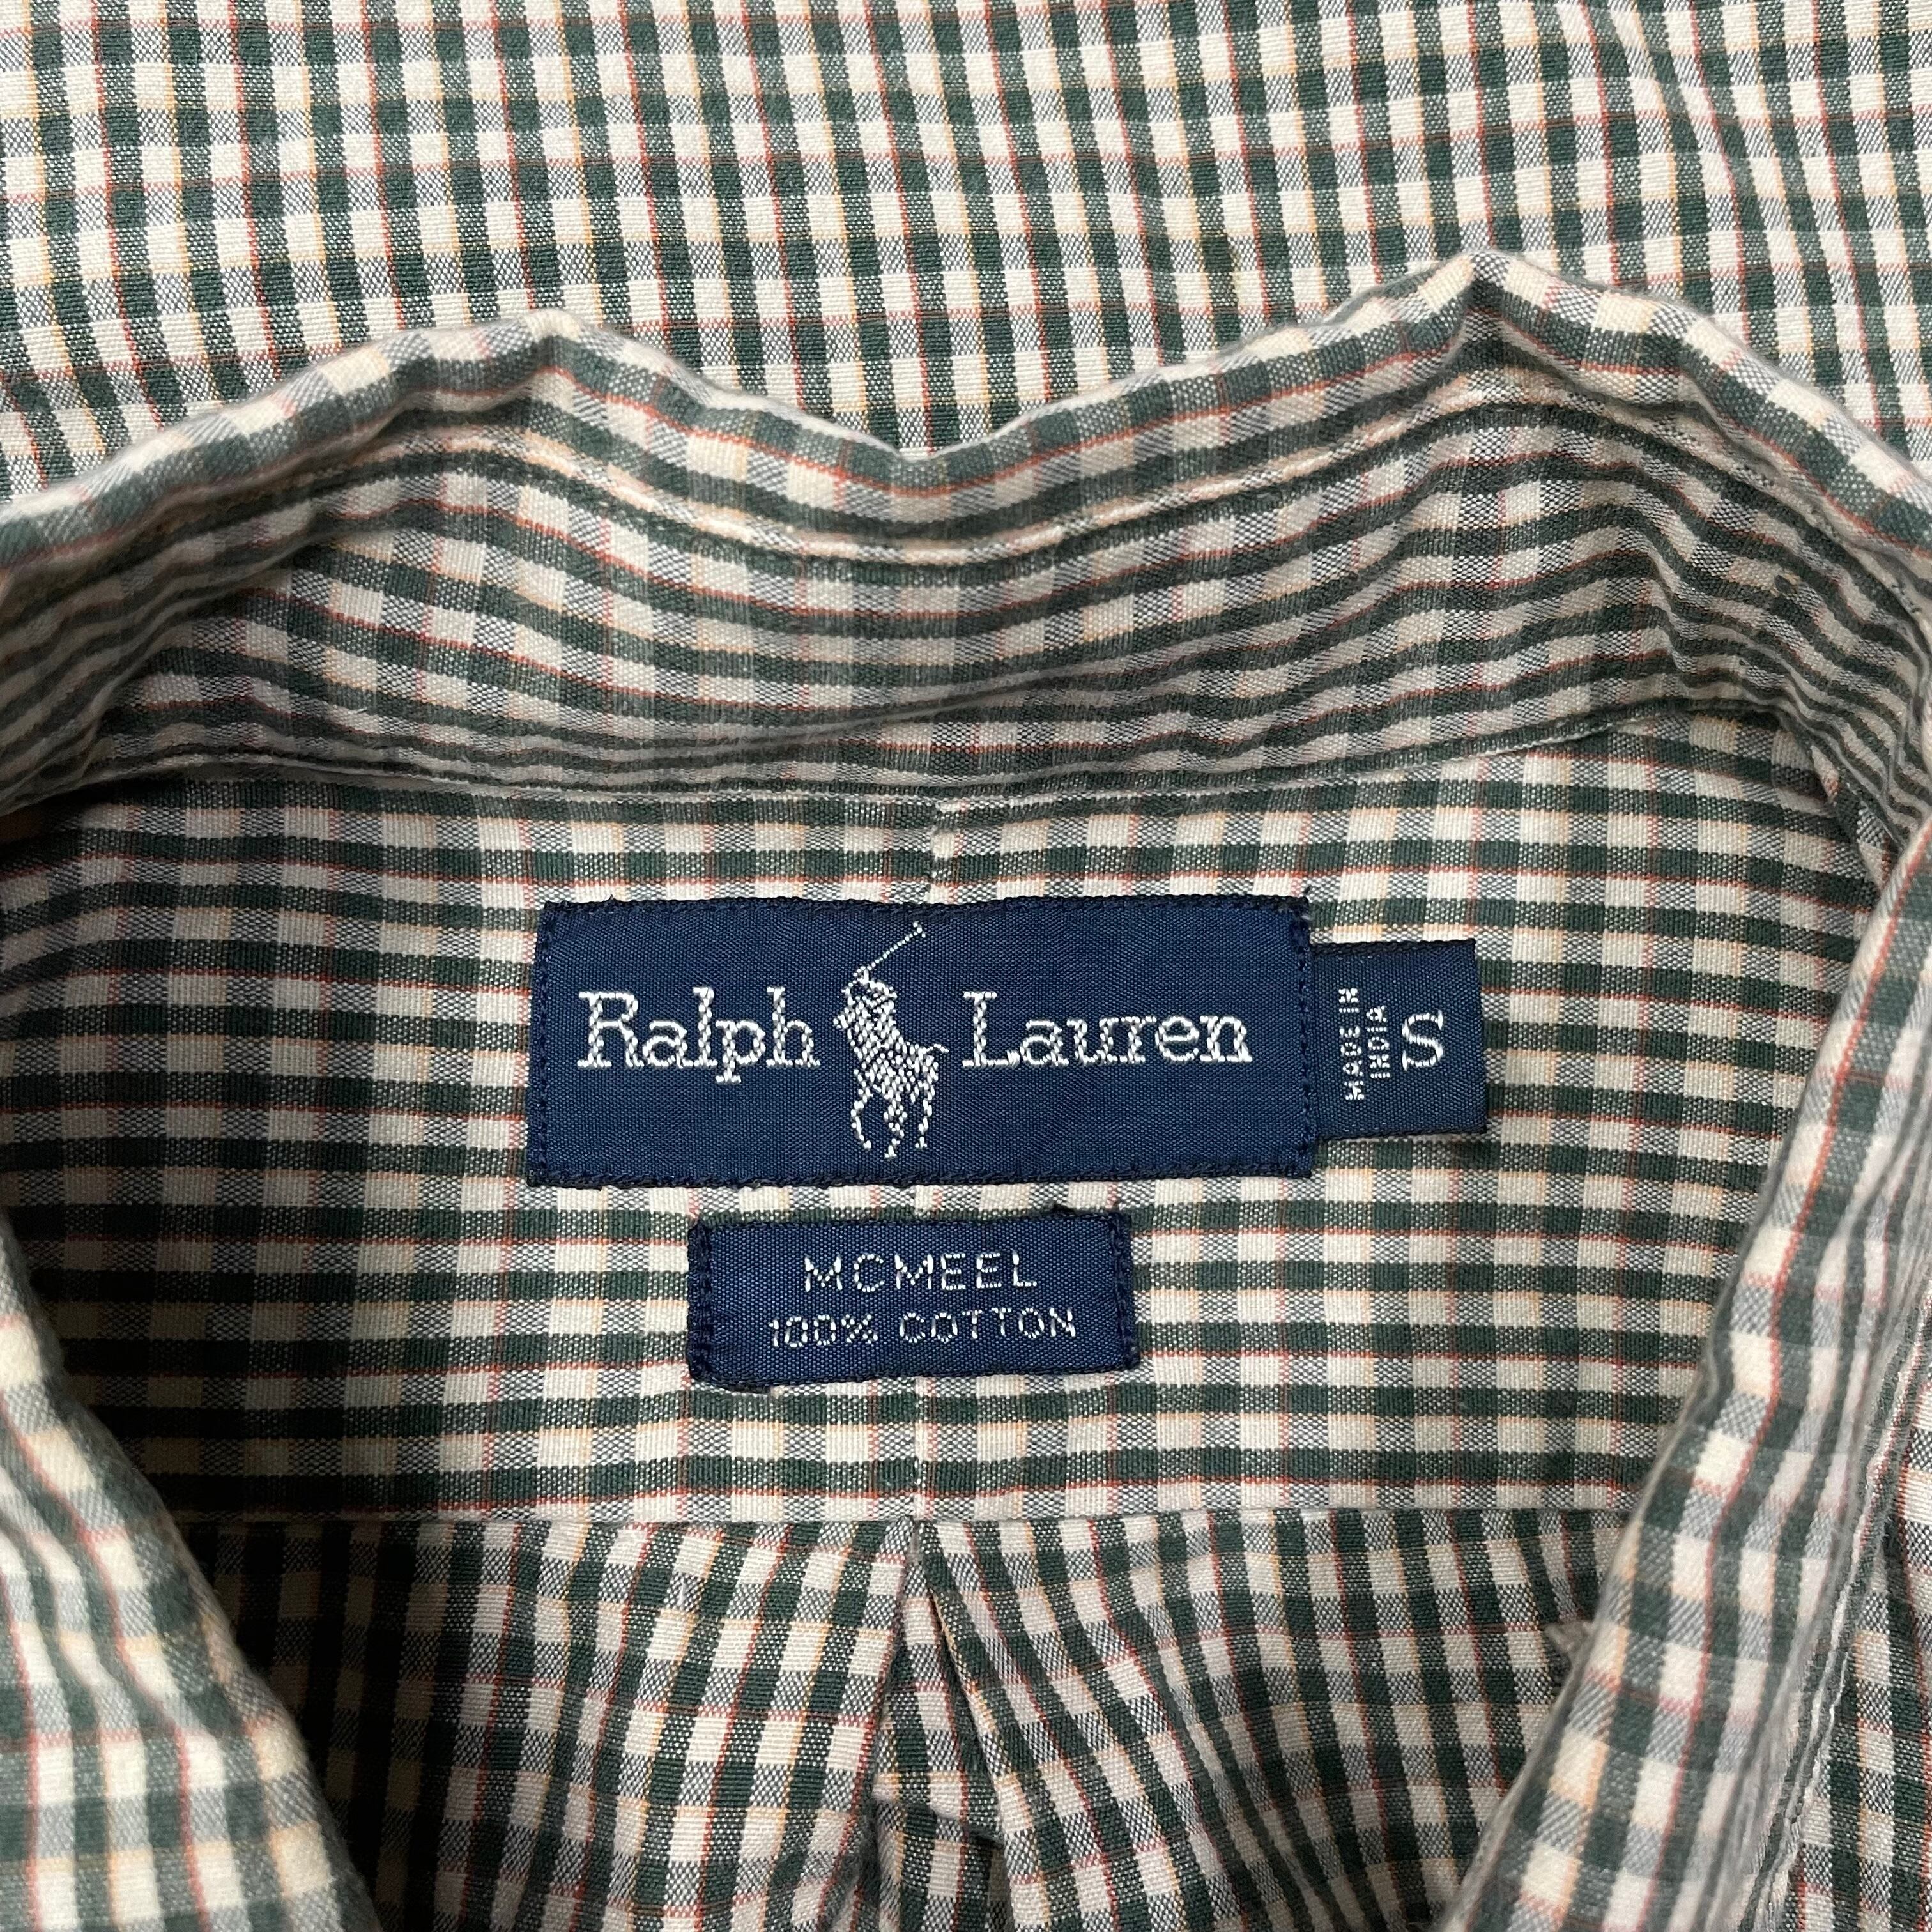 Ralph Lauren
MADE IN
INDIA
S
MCMEEL
100% COTTON